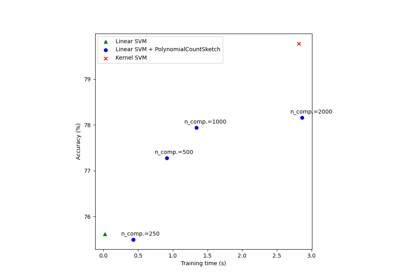 Linear SVM
Linear SVM + PolynomialCountSketch
Kernel SVM
79
n_comp.=2000
n_comp.=1000
78
Accuracy (%)
n_comp.=500
77
n_comp.=250
76
0.0 0.5 1.0 1.5 2.0 2.5 3.0
Training time (s)